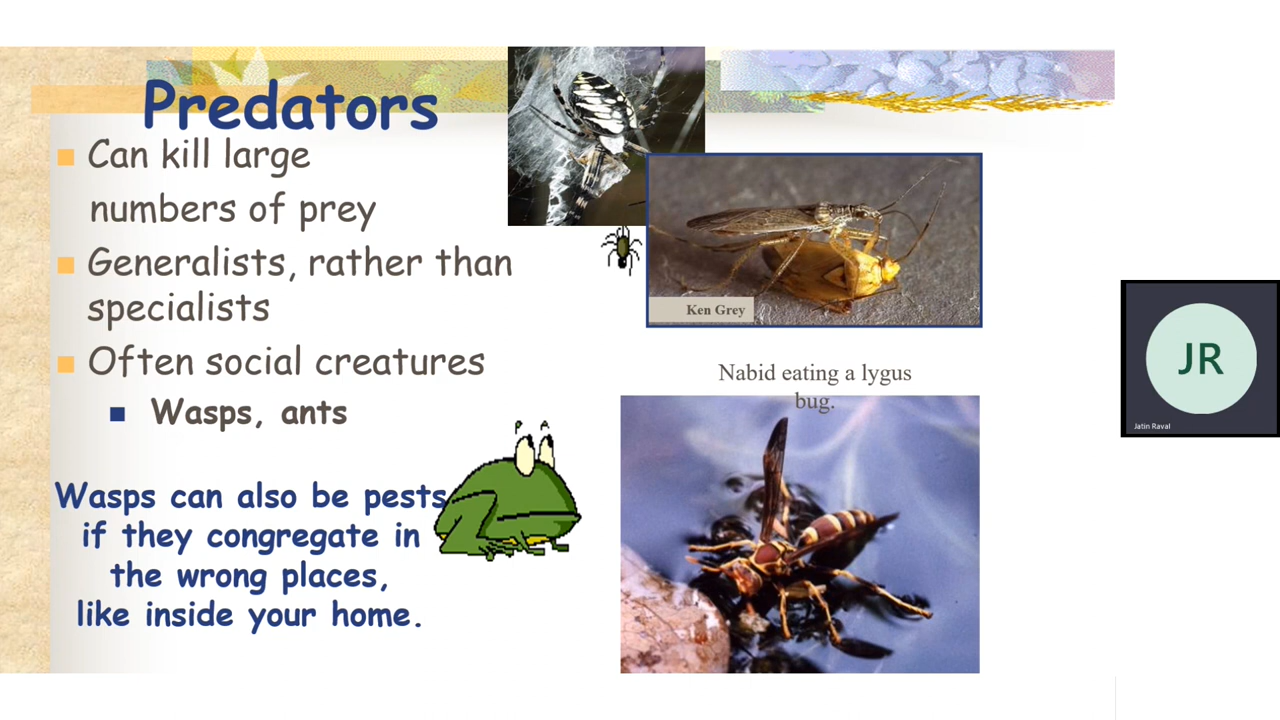 Predators
Can kill large
numbers of prey
Generalists, rather than
specialists
Often social creatures
Wasps, ants
Wasps can also be pests
if they congregate in
the wrong places,
like inside your home.
Ken Grey
Nabid eating a lygus
bug.
JR
Jatin Raval